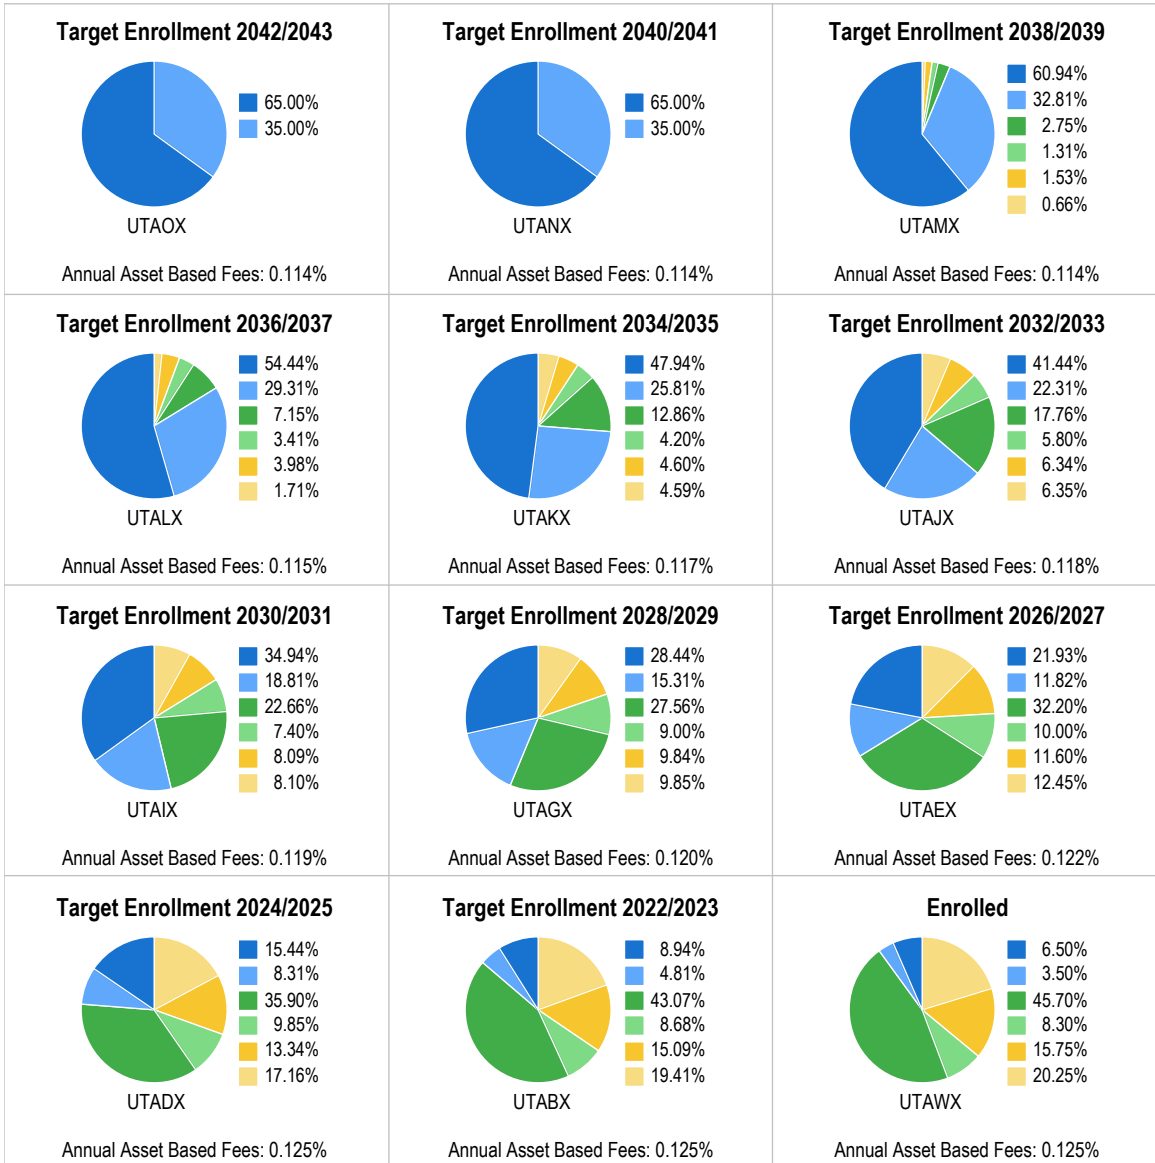 Target Enrollment 2042/2043
65.00%
35.00%
UTAOX
Annual Asset Based Fees: 0.114%
Target Enrollment 2040/2041
65.00%
35.00%
UTANX
Annual Asset Based Fees: 0.114%
Target Enrollment 2038/2039
60.94%
32.81%
2.75%
1.31%
1.53%
0.66%
UTAMX
Annual Asset Based Fees: 0.114%
Target Enrollment 2036/2037
54.44%
29.31%
7.15%
3.41%
3.98%
1.71%
UTALX
Annual Asset Based Fees: 0.115%
Target Enrollment 2034/2035
47.94%
25.81%
12.86%
4.20%
4.60%
4.59%
UTAKX
Annual Asset Based Fees: 0.117%
Target Enrollment 2032/2033
41.44%
22.31%
17.76%
5.80%
6.34%
6.35%
UTAJX
Annual Asset Based Fees: 0.118%
Target Enrollment 2030/2031
34.94%
18.81%
22.66%
7.40%
8.09%
8.10%
UTAIX
Annual Asset Based Fees: 0.119%
Target Enrollment 2028/2029
28.44%
15.31%
27.56%
9.00%
9.84%
9.85%
UTAGX
Annual Asset Based Fees: 0.120%
Target Enrollment 2026/2027
21.93%
11.82%
32.20%
10.00%
11.60%
12.45%
UTAEX
Annual Asset Based Fees: 0.122%
Target Enrollment 2024/2025
15.44%
8.31%
35.90%
9.85%
13.34%
17.16%
UTADX
Annual Asset Based Fees: 0.125%
Target Enrollment 2022/2023
8.94%
4.81%
43.07%
8.68%
15.09%
19.41%
UTABX
Annual Asset Based Fees: 0.125%
Enrolled
6.50%
3.50%
45.70%
8.30%
15.75%
20.25%
UTAWX
Annual Asset Based Fees: 0.125%